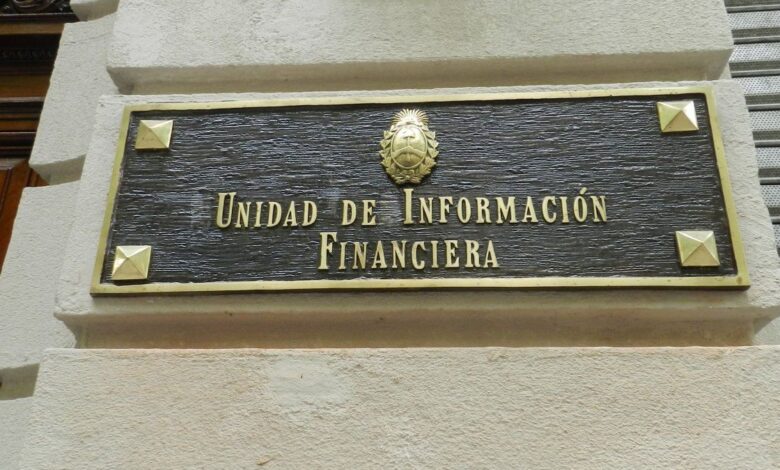 UNIDAD DE INFORMACIÓN
FINANCIERA